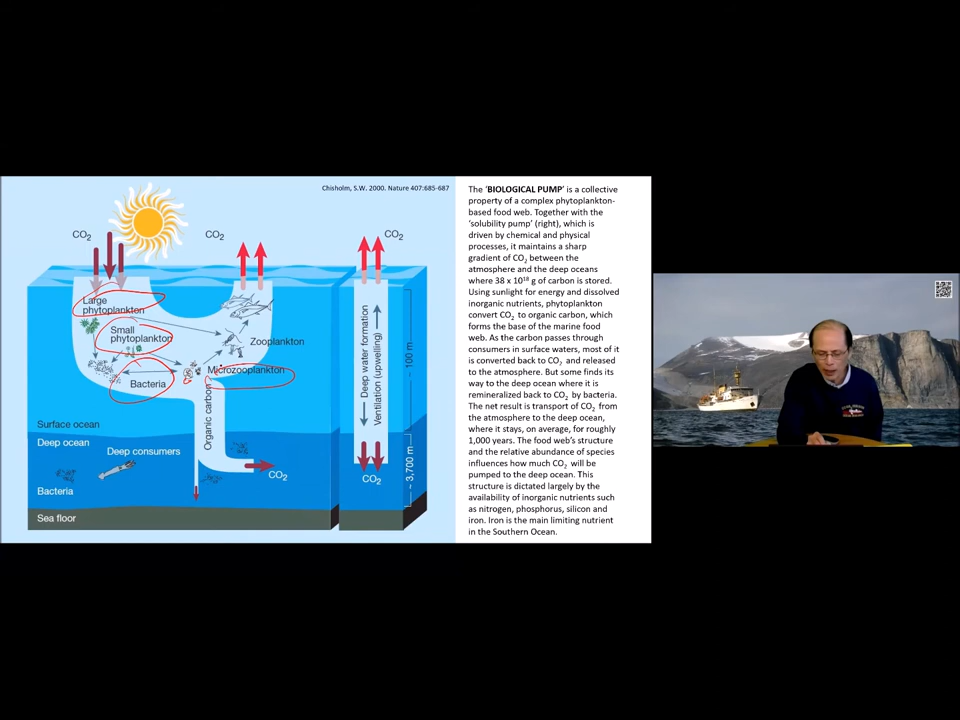 Chisholm, S.W. 2000. Nature 407:685-687
CO2
CO2
CO2
Large
phytoplankton
Small
phytoplankton
Zooplankton
Microzooplankton
Bacteria
Organic carbon
Deep water formation
Ventilation (upwelling)
~ 100 m
~ 3,700 m
Surface ocean
Deep ocean
Deep consumers
CO2
CO2
Bacteria
Sea floor
The ‘BIOLOGICAL PUMP’ is a collective
property of a complex phytoplankton-
based food web. Together with the
‘solubility pump’ (right), which is
driven by chemical and physical
processes, it maintains a sharp
gradient of CO2 between the
atmosphere and the deep oceans
where 38 x 10¹⁸ g of carbon is stored.
Using sunlight for energy and dissolved
inorganic nutrients, phytoplankton
convert CO2 to organic carbon, which
forms the base of the marine food
web. As the carbon passes through
consumers in surface waters, most of it
is converted back to CO2 and released
to the atmosphere. But some finds its
way to the deep ocean where it is
remineralized back to CO2 by bacteria.
The net result is transport of CO2 from
the atmosphere to the deep ocean,
where it stays, on average, for roughly
1,000 years. The food web’s structure
and the relative abundance of species
influences how much CO2 will be
pumped to the deep ocean. This
structure is dictated largely by the
availability of inorganic nutrients such
as nitrogen, phosphorus, silicon and
iron. Iron is the main limiting nutrient
in the Southern Ocean.